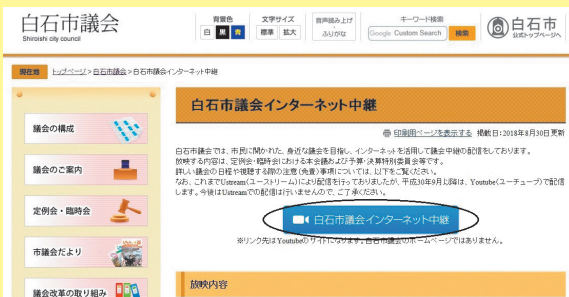 白石市議会
Shiroishi city council
背景色
白 黒 青
文字サイズ
標準 拡大
音声読み上げ
ふりがな
キーワード検索
Google Custom Search 検索
白石市
公式トップページへ
現在地 トップページ > 白石市議会 > 白石市議会インターネット中継
議会の構成
議会のご案内
定例会・臨時会
市議会だより
議会改革の取り組み
白石市議会インターネット中継
印刷用ページを表示する 掲載日:2018年8月30日更新
白石市議会では、市民に開かれた、身近な議会を目指し、インターネットを活用して議会中継の配信をしております。
放映する内容は、定例会・臨時会における本会議および予算・決算特別委員会等です。
詳しい議会の日程や視聴する際の注意(免責)事項については、以下をご覧ください。
なお、これまでUstream(ユーストリーム)により配信を行っておりましたが、平成30年9月以降は、Youtube(ユーチューブ)で配信
します。今後はUstreamでの配信は行いませんので、ご了承ください。
白石市議会インターネット中継
※リンク先はYoutubeのサイトになります。白石市議会のホームページではありません。
放映内容